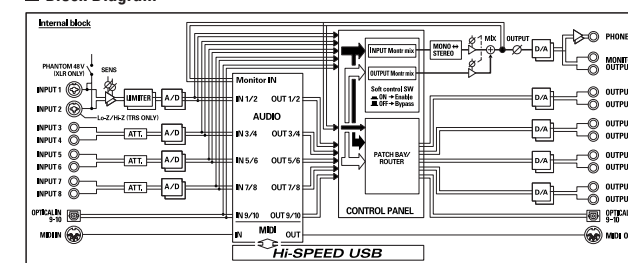 Block Diagram
Internal block
PHANTOM 48V
(XLR ONLY)
SENS
INPUT 1
INPUT 2
LIMITER
A/D
Lo-Z/Hi-Z (TRS ONLY)
INPUT 3
INPUT 4
ATT.
A/D
INPUT 5
INPUT 6
ATT.
A/D
INPUT 7
INPUT 8
ATT.
A/D
OPTICAL IN
9-10
MIDI IN
Monitor IN
IN 1/2 OUT 1/2
AUDIO
IN 3/4 OUT 3/4
IN 5/6 OUT 5/6
IN 7/8 OUT 7/8
IN 9/10 OUT 9/10
IN MIDI OUT
Hi-SPEED USB
INPUT Montr mix
OUTPUT Montr mix
Soft control SW
ON → Enable
OFF → Bypass
PATCH BAY/
ROUTER
CONTROL PANEL
MONO ↔
STEREO
MIX
OUTPUT
D/A
D/A
D/A
D/A
D/A
PHONE
MONIT
OUTPU
OUTPU
OUTPU
OUTPU
OUTPU
OUTPU
OUTPU
OUTPU
OUTPU
OPTICAL
9-10
MIDI O